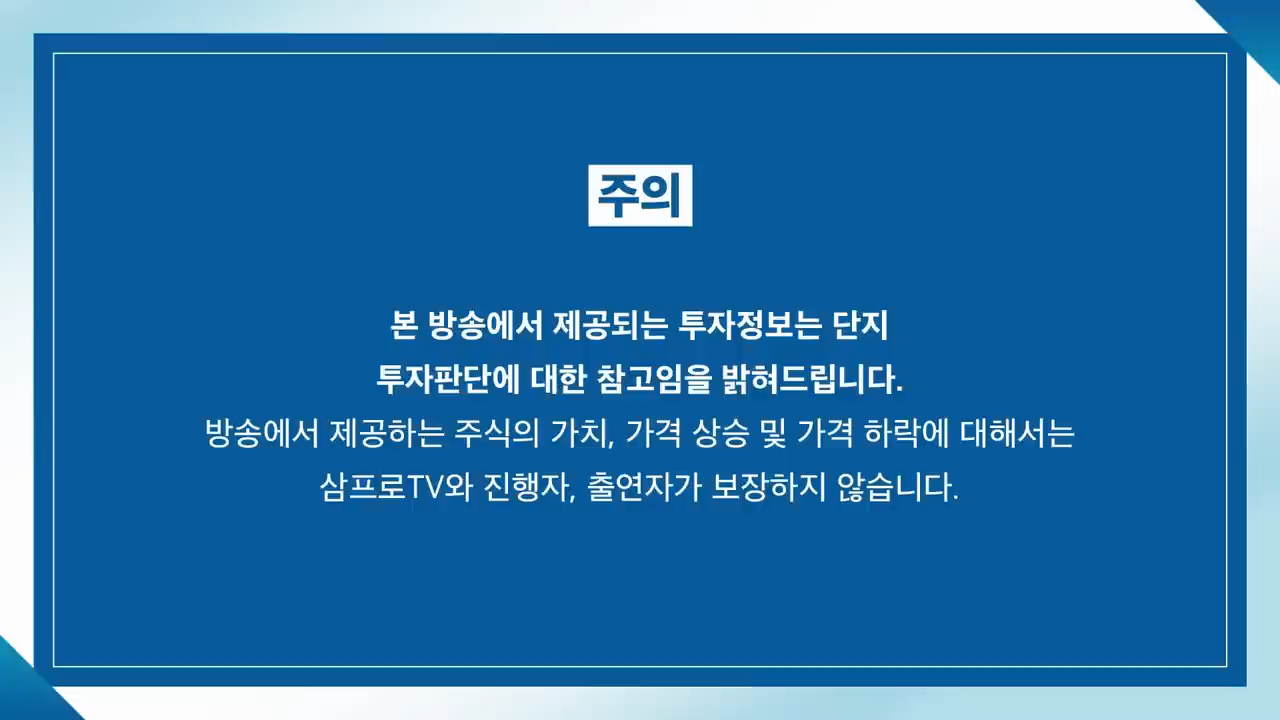 주의
본 방송에서 제공되는 투자정보는 단지
투자판단에 대한 참고임을 밝혀드립니다.
방송에서 제공하는 주식의 가치, 가격 상승 및 가격 하락에 대해서는
삼프로TV와 진행자, 출연자가 보장하지 않습니다.